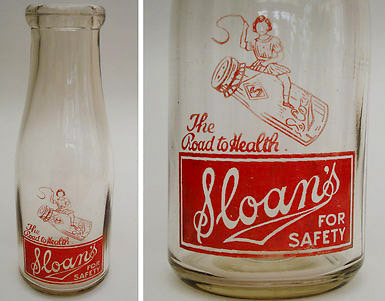 The
Road to Health
Sloan's
FOR
SAFETY
The
Road to Health.
Sloan's
FOR
SAFETY